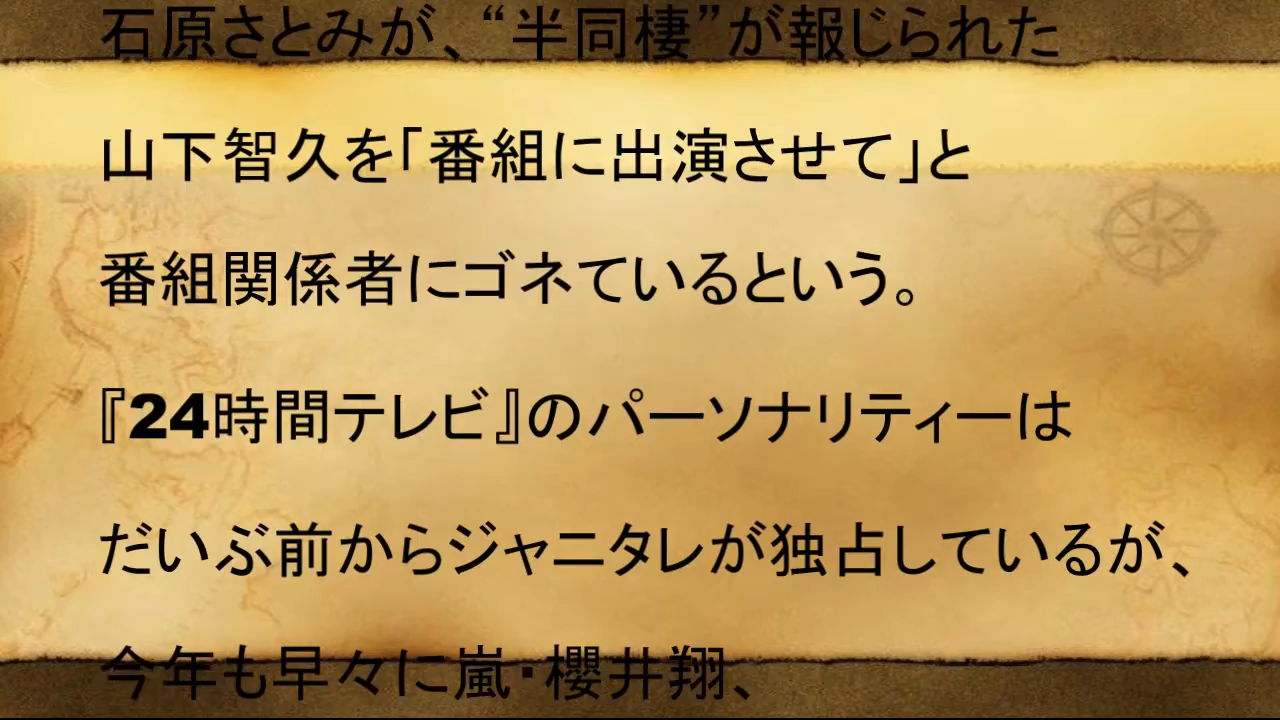 石原さとみが、“半同棲”が報じられた
山下智久を「番組に出演させて」と
番組関係者にゴネているという。
『24時間テレビ』のパーソナリティーは
だいぶ前からジャニタレが独占しているが、
今年も早々に嵐・櫻井翔、